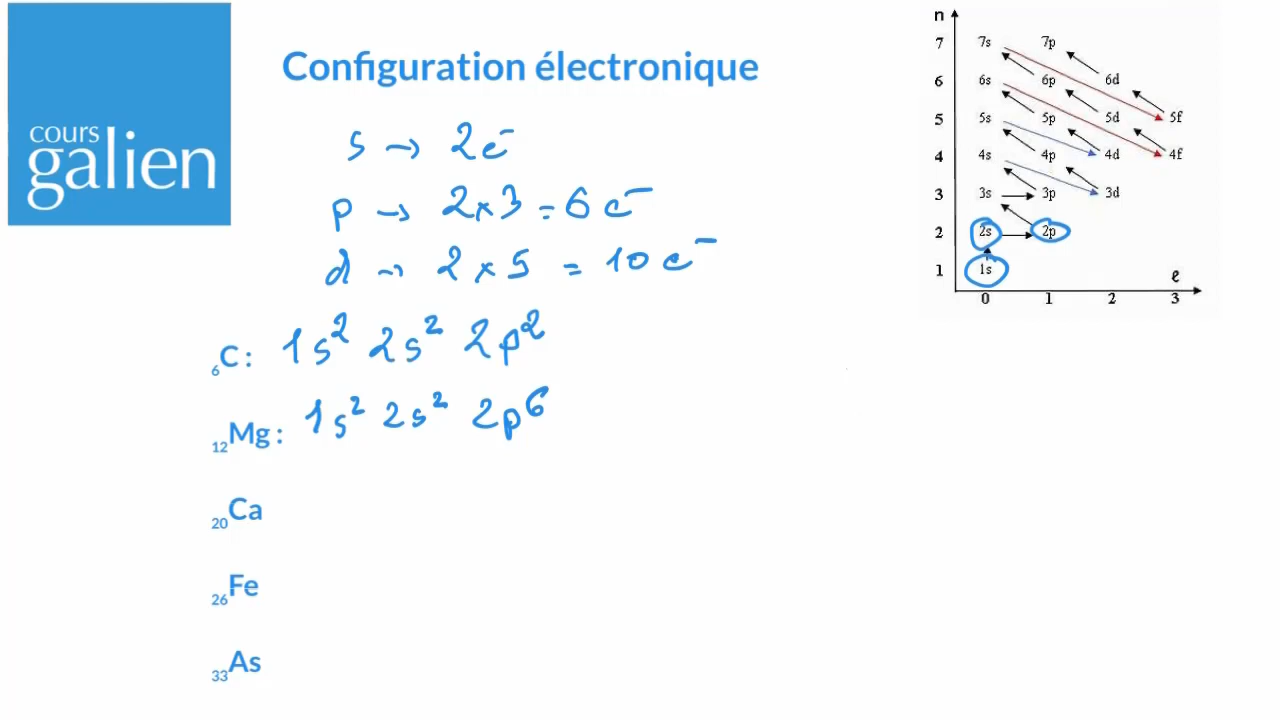 cours
galien
Configuration électronique
s → 2e⁻
p → 2×3 = 6e⁻
d → 2×5 = 10e⁻
₆C : 1s² 2s² 2p²
₁₂Mg : 1s² 2s² 2p⁶
₂₀Ca
₂₆Fe
₃₃As
n
7 7s 7p
6 6s 6p 6d
5 5s 5p 5d 5f
4 4s 4p 4d 4f
3 3s 3p 3d
2 2s 2p
1 1s
ℓ
0 1 2 3